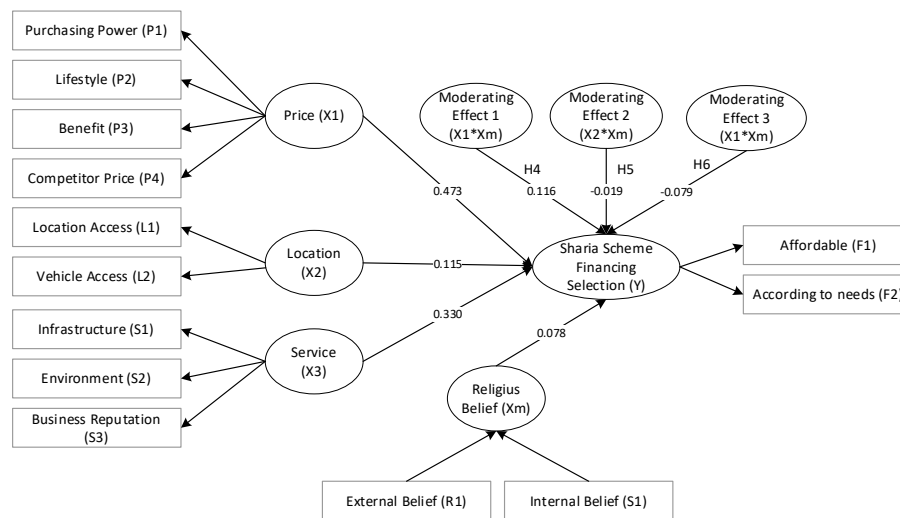 Purchasing Power (P1)
Lifestyle (P2)
Benefit (P3)
Competitor Price (P4)
Location Access (L1)
Vehicle Access (L2)
Infrastructure (S1)
Environment (S2)
Business Reputation
(S3)
Price (X1)
Location
(X2)
Service
(X3)
0.473
0.115
0.330
Moderating
Effect 1
(X1*Xm)
Moderating
Effect 2
(X2*Xm)
Moderating
Effect 3
(X1*Xm)
H4
0.116
H5
-0.019
H6
-0.079
Sharia Scheme
Financing
Selection (Y)
Affordable (F1)
According to needs (F2)
0.078
Religius
Belief (Xm)
External Belief (R1)
Internal Belief (S1)